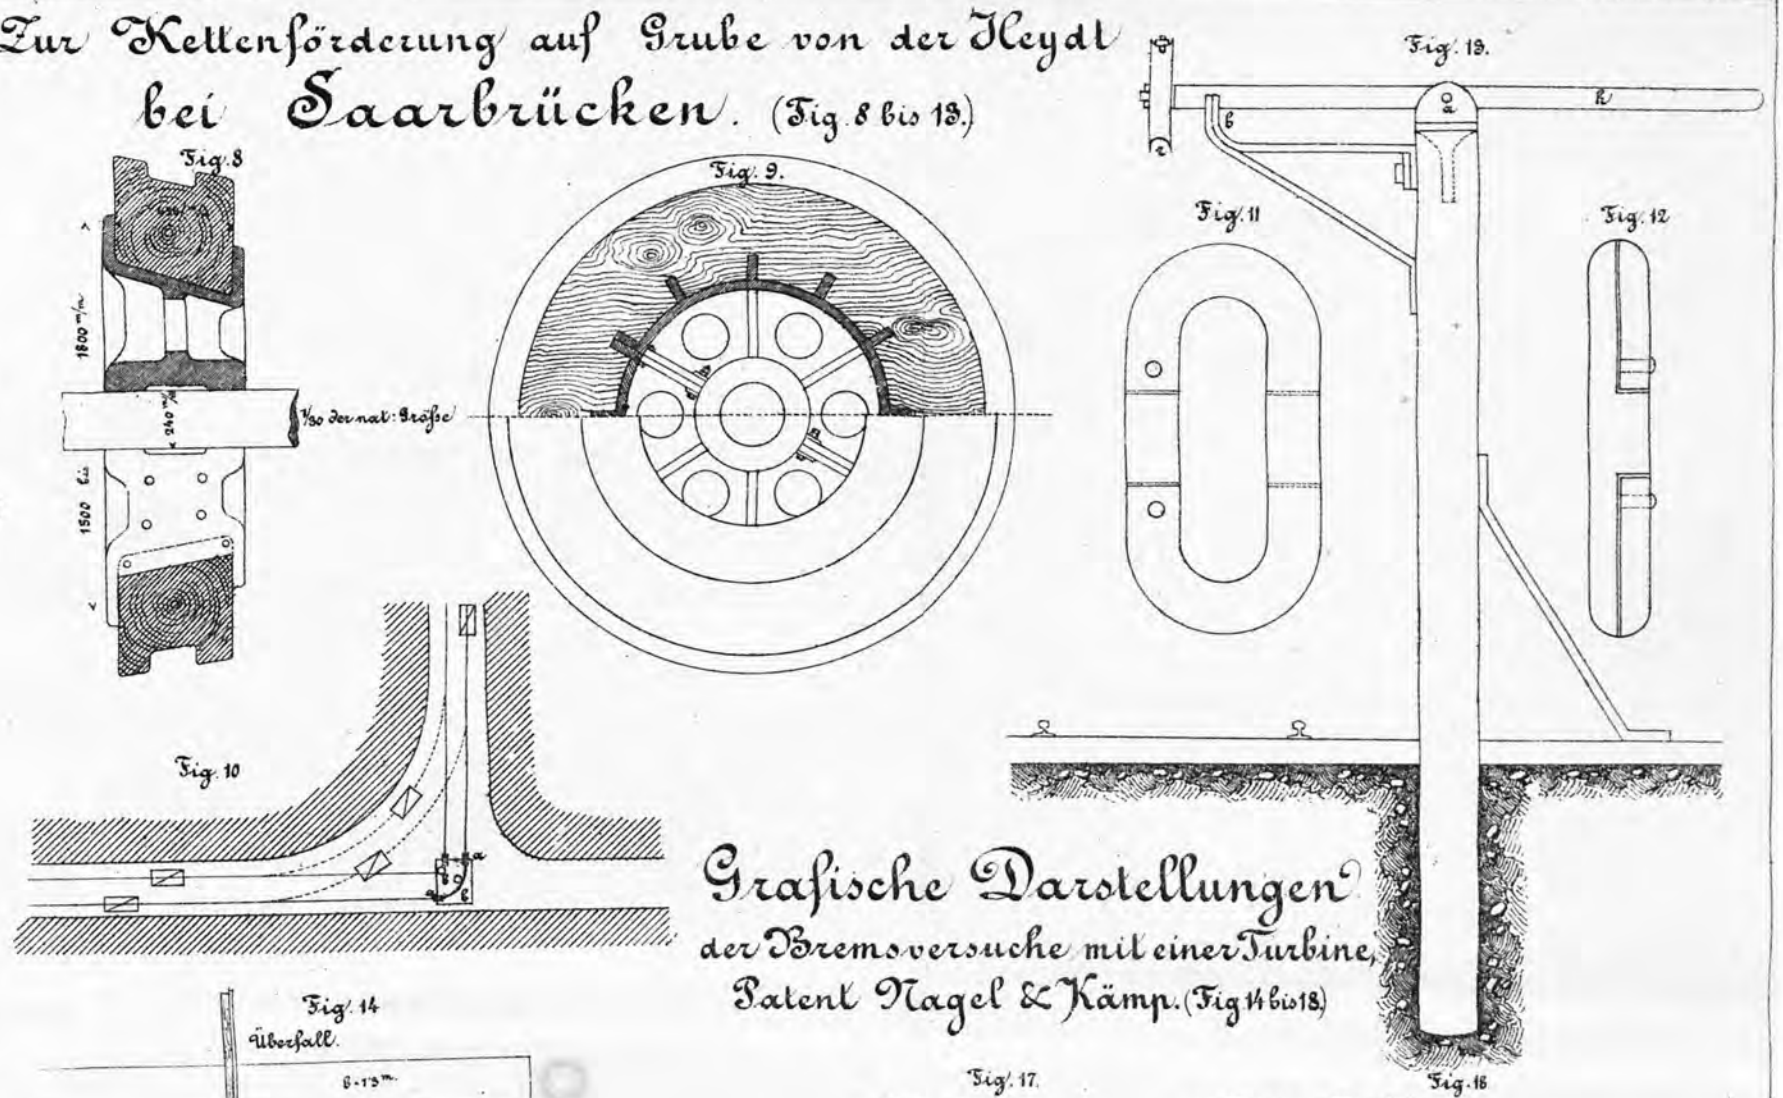 Zur Kettenförderung auf Grube von der Heydt
bei Saarbrücken. (Fig. 8 bis 13.)
Fig. 8
1800 m/m
1500 bis
240 m/m
1/30 der nat: Größe
Fig. 9.
Fig. 13.
a
h
b
r
Fig. 11
Fig. 12
Fig. 10
a
a
b
b
Grafische Darstellungen
der Bremsversuche mit einer Turbine,
Patent Nagel & Kämp. (Fig 14 bis 18.)
Fig. 14
Überfall.
Fig. 17.
Fig. 16